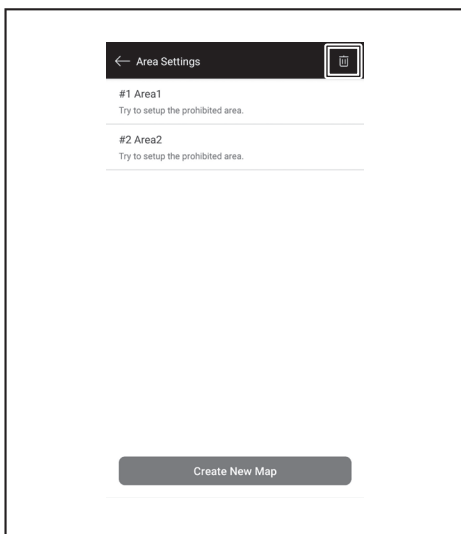 Area Settings
#1 Area1
Try to setup the prohibited area.
#2 Area2
Try to setup the prohibited area.
Create New Map